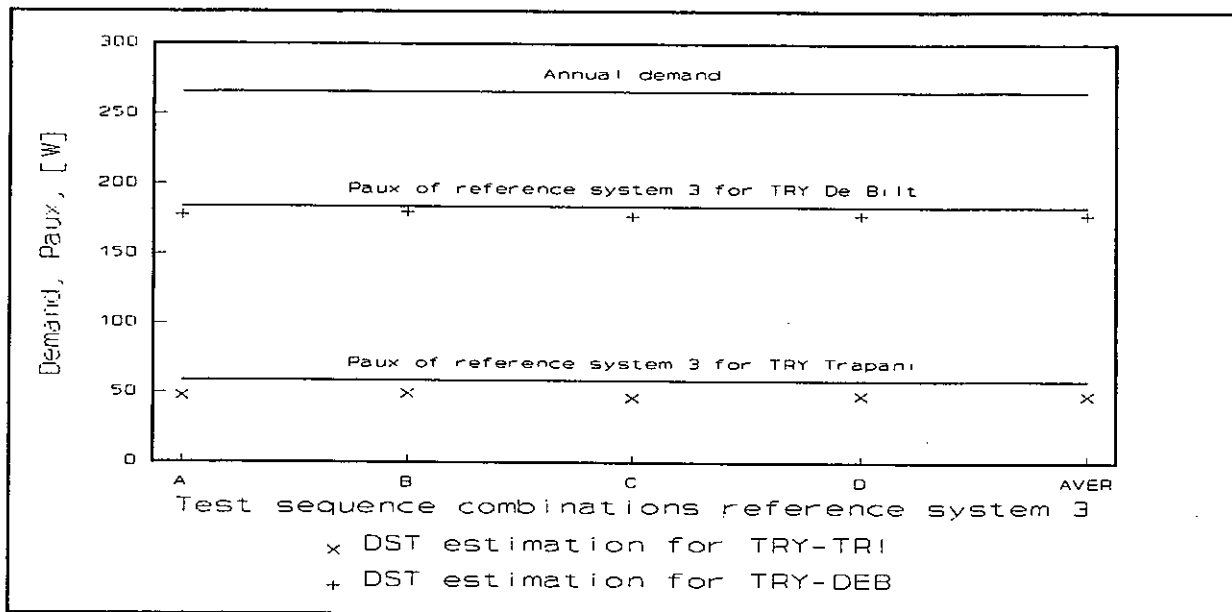 300
Annual demand
250
Demand, Paux, [W]
200
Paux of reference system 3 for TRY De Bilt
150
100
Paux of reference system 3 for TRY Trapani
50
0
A B C D AVER
Test sequence combinations reference system 3
× DST estimation for TRY-TRI
+ DST estimation for TRY-DEB